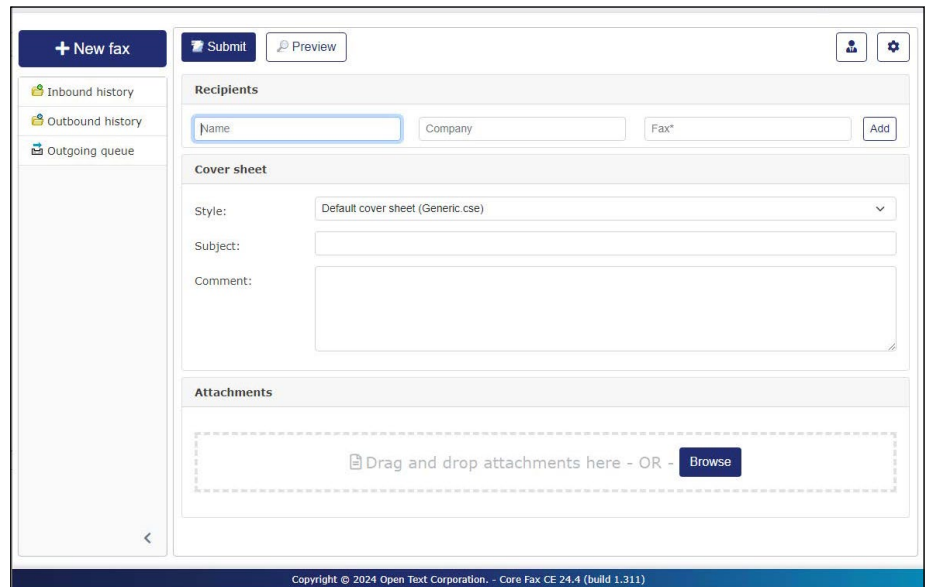 + New fax
Submit
Preview
Inbound history
Outbound history
Outgoing queue
Recipients
Name
Company
Fax*
Add
Cover sheet
Style:
Default cover sheet (Generic.cse)
Subject:
Comment:
Attachments
Drag and drop attachments here - OR - Browse
Copyright © 2024 Open Text Corporation. - Core Fax CE 24.4 (build 1.311)